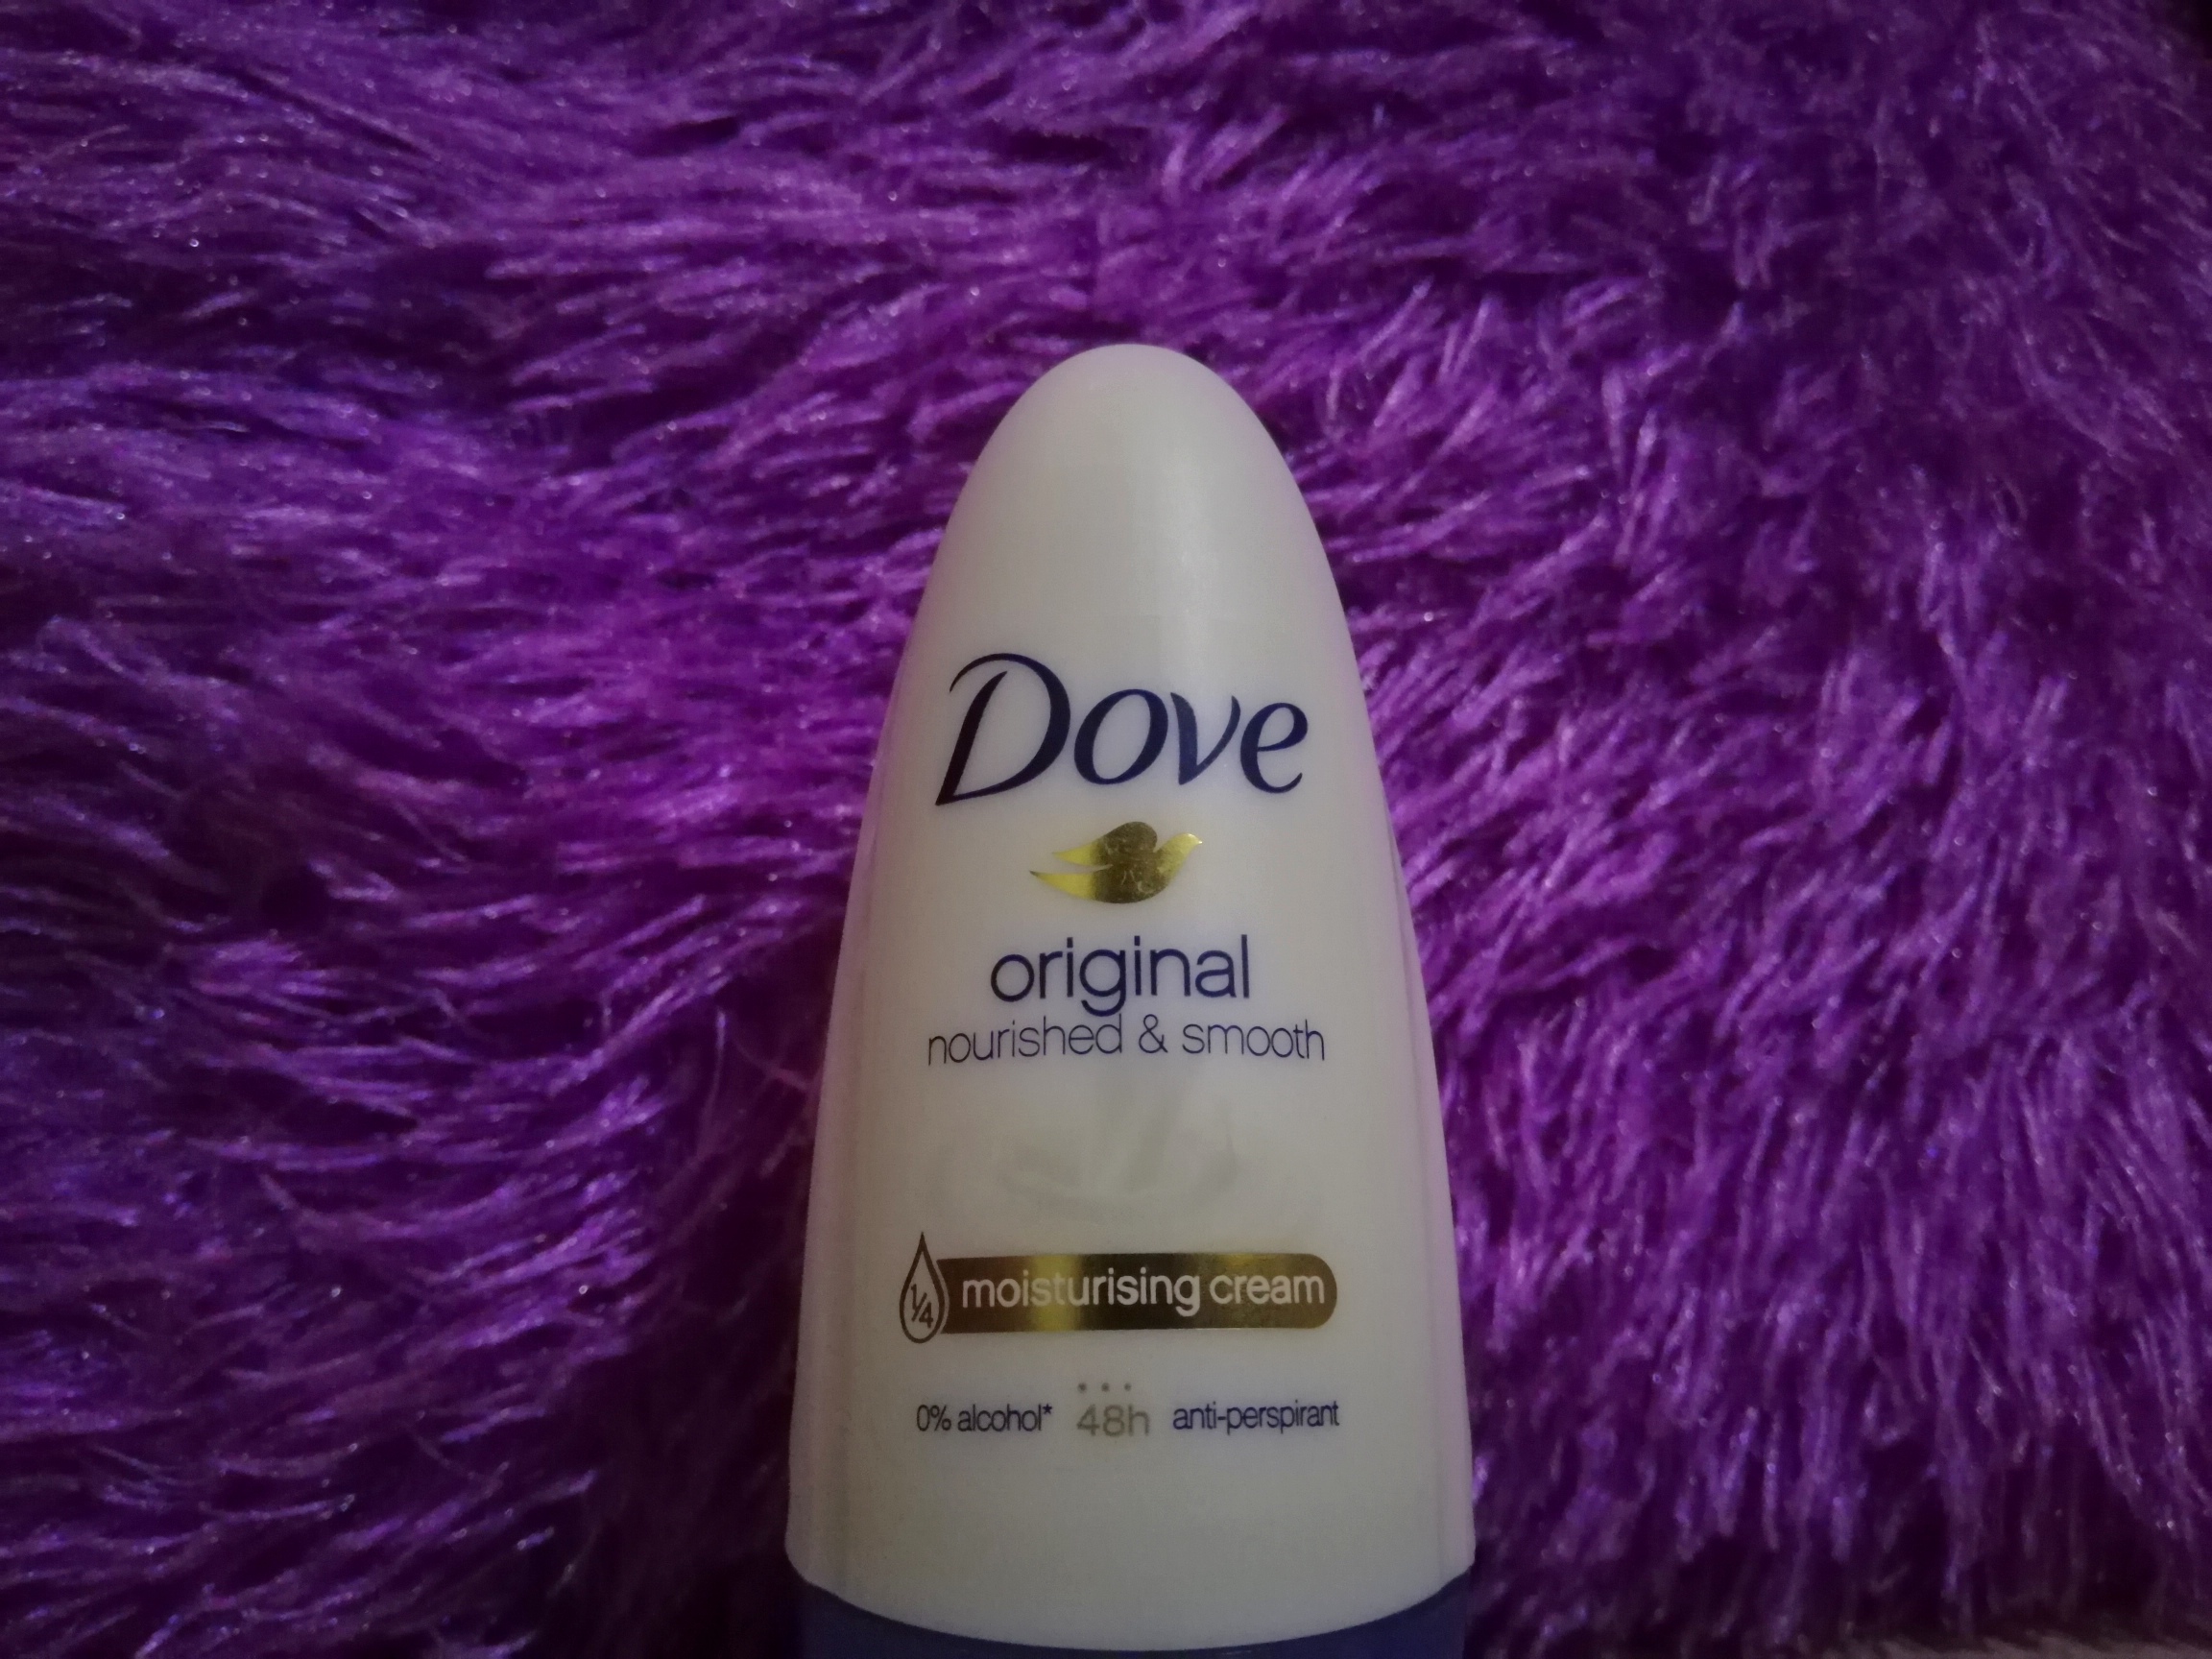 Dove
original
nourished & smooth
1/4 moisturising cream
0% alcohol* 48h anti-perspirant